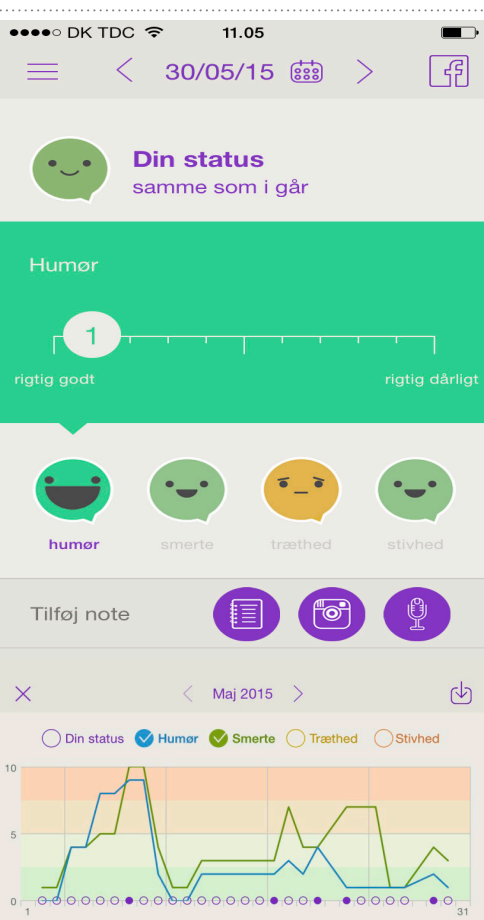 DK TDC 11.05
30/05/15
Din status
samme som i går
Humør
1
rigtig godt rigtig dårligt
humør smerte træthed stivhed
Tilføj note
Maj 2015
Din status Humør Smerte Træthed Stivhed
10
5
0
1 31